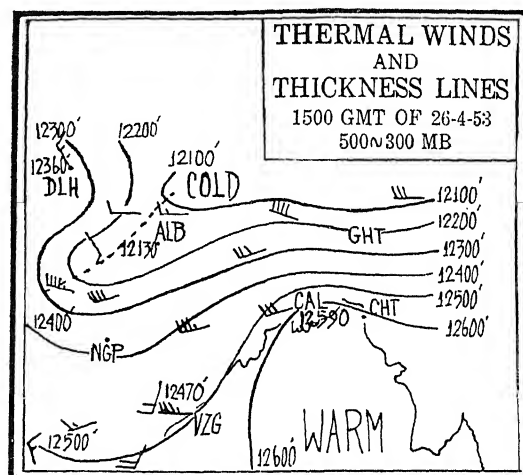 THERMAL WINDS
AND
THICKNESS LINES
1500 GMT OF 26-4-53
500~300 MB
12300′
12200′
12360′
12100′
DLH
COLD
12100′
ALB
12200′
GHT
12130′
12300′
12400′
12500′
CAL
CHT
12400′
12590
12600′
NGP
12470′
VZG
WARM
12500′
12600′